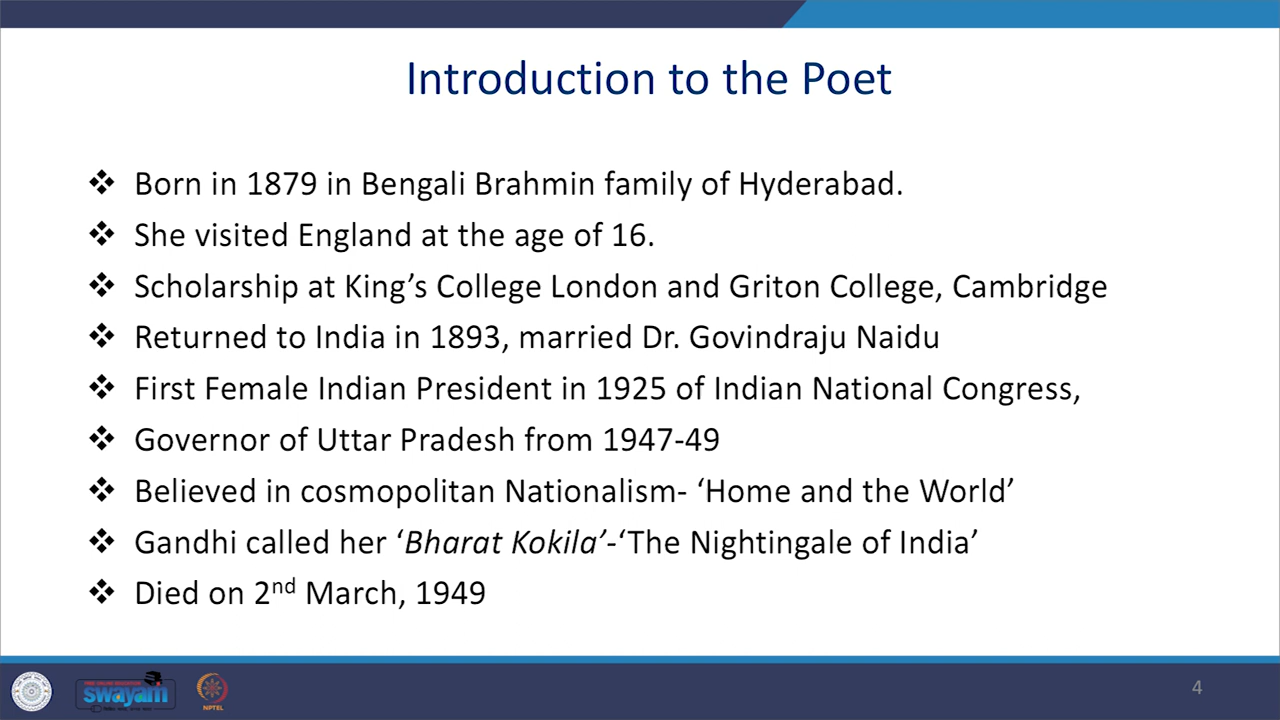 Introduction to the Poet
❖ Born in 1879 in Bengali Brahmin family of Hyderabad.
❖ She visited England at the age of 16.
❖ Scholarship at King’s College London and Griton College, Cambridge
❖ Returned to India in 1893, married Dr. Govindraju Naidu
❖ First Female Indian President in 1925 of Indian National Congress,
❖ Governor of Uttar Pradesh from 1947-49
❖ Believed in cosmopolitan Nationalism- ‘Home and the World’
❖ Gandhi called her ‘Bharat Kokila’-‘The Nightingale of India’
❖ Died on 2nd March, 1949
swayam
NPTEL
4